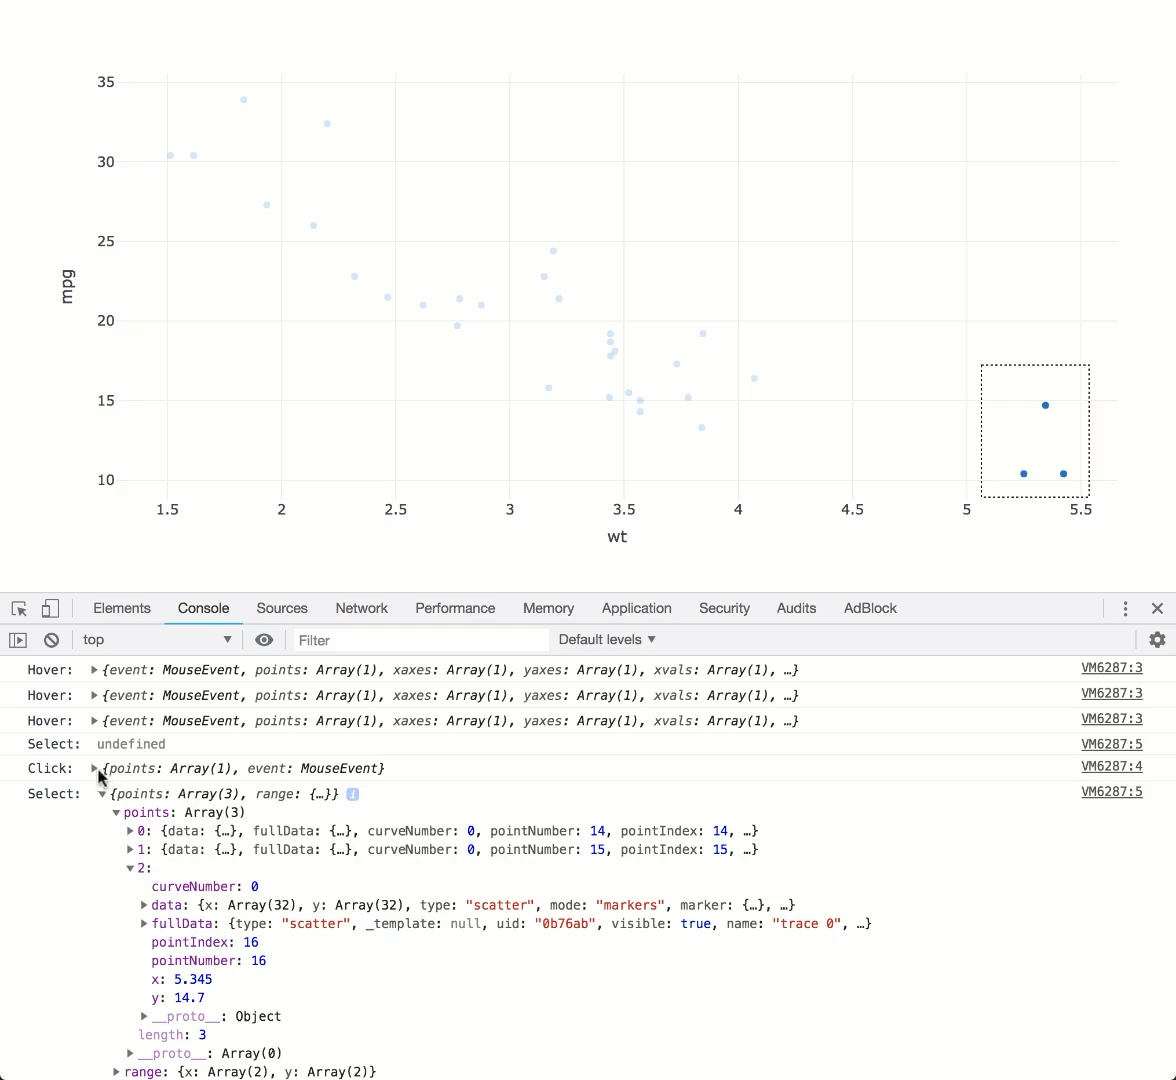 35
30
25
20
15
10
mpg
1.5 2 2.5 3 3.5 4 4.5 5 5.5
wt
Elements Console Sources Network Performance Memory Application Security Audits AdBlock
top Filter Default levels
Hover: {event: MouseEvent, points: Array(1), xaxes: Array(1), yaxes: Array(1), xvals: Array(1), …} VM6287:3
Hover: {event: MouseEvent, points: Array(1), xaxes: Array(1), yaxes: Array(1), xvals: Array(1), …} VM6287:3
Hover: {event: MouseEvent, points: Array(1), xaxes: Array(1), yaxes: Array(1), xvals: Array(1), …} VM6287:3
Select: undefined VM6287:5
Click: {points: Array(1), event: MouseEvent} VM6287:4
Select: {points: Array(3), range: {…}} VM6287:5
points: Array(3)
0: {data: {…}, fullData: {…}, curveNumber: 0, pointNumber: 14, pointIndex: 14, …}
1: {data: {…}, fullData: {…}, curveNumber: 0, pointNumber: 15, pointIndex: 15, …}
2:
curveNumber: 0
data: {x: Array(32), y: Array(32), type: "scatter", mode: "markers", marker: {…}, …}
fullData: {type: "scatter", _template: null, uid: "0b76ab", visible: true, name: "trace 0", …}
pointIndex: 16
pointNumber: 16
x: 5.345
y: 14.7
__proto__: Object
length: 3
__proto__: Array(0)
range: {x: Array(2), y: Array(2)}